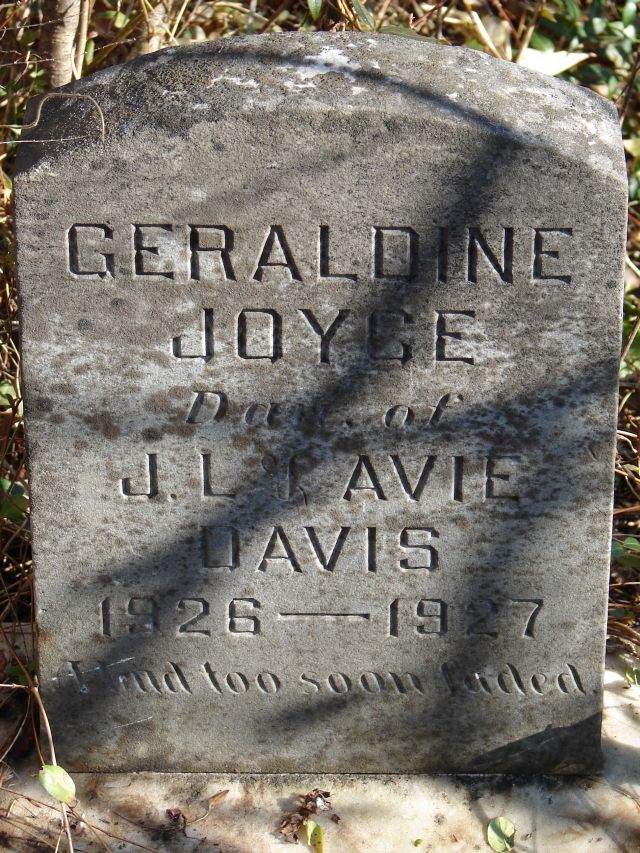 GERALDINE
JOYCE
Dau. of
J. L. & AVIE
DAVIS
1926 — 1927
A bud too soon faded.